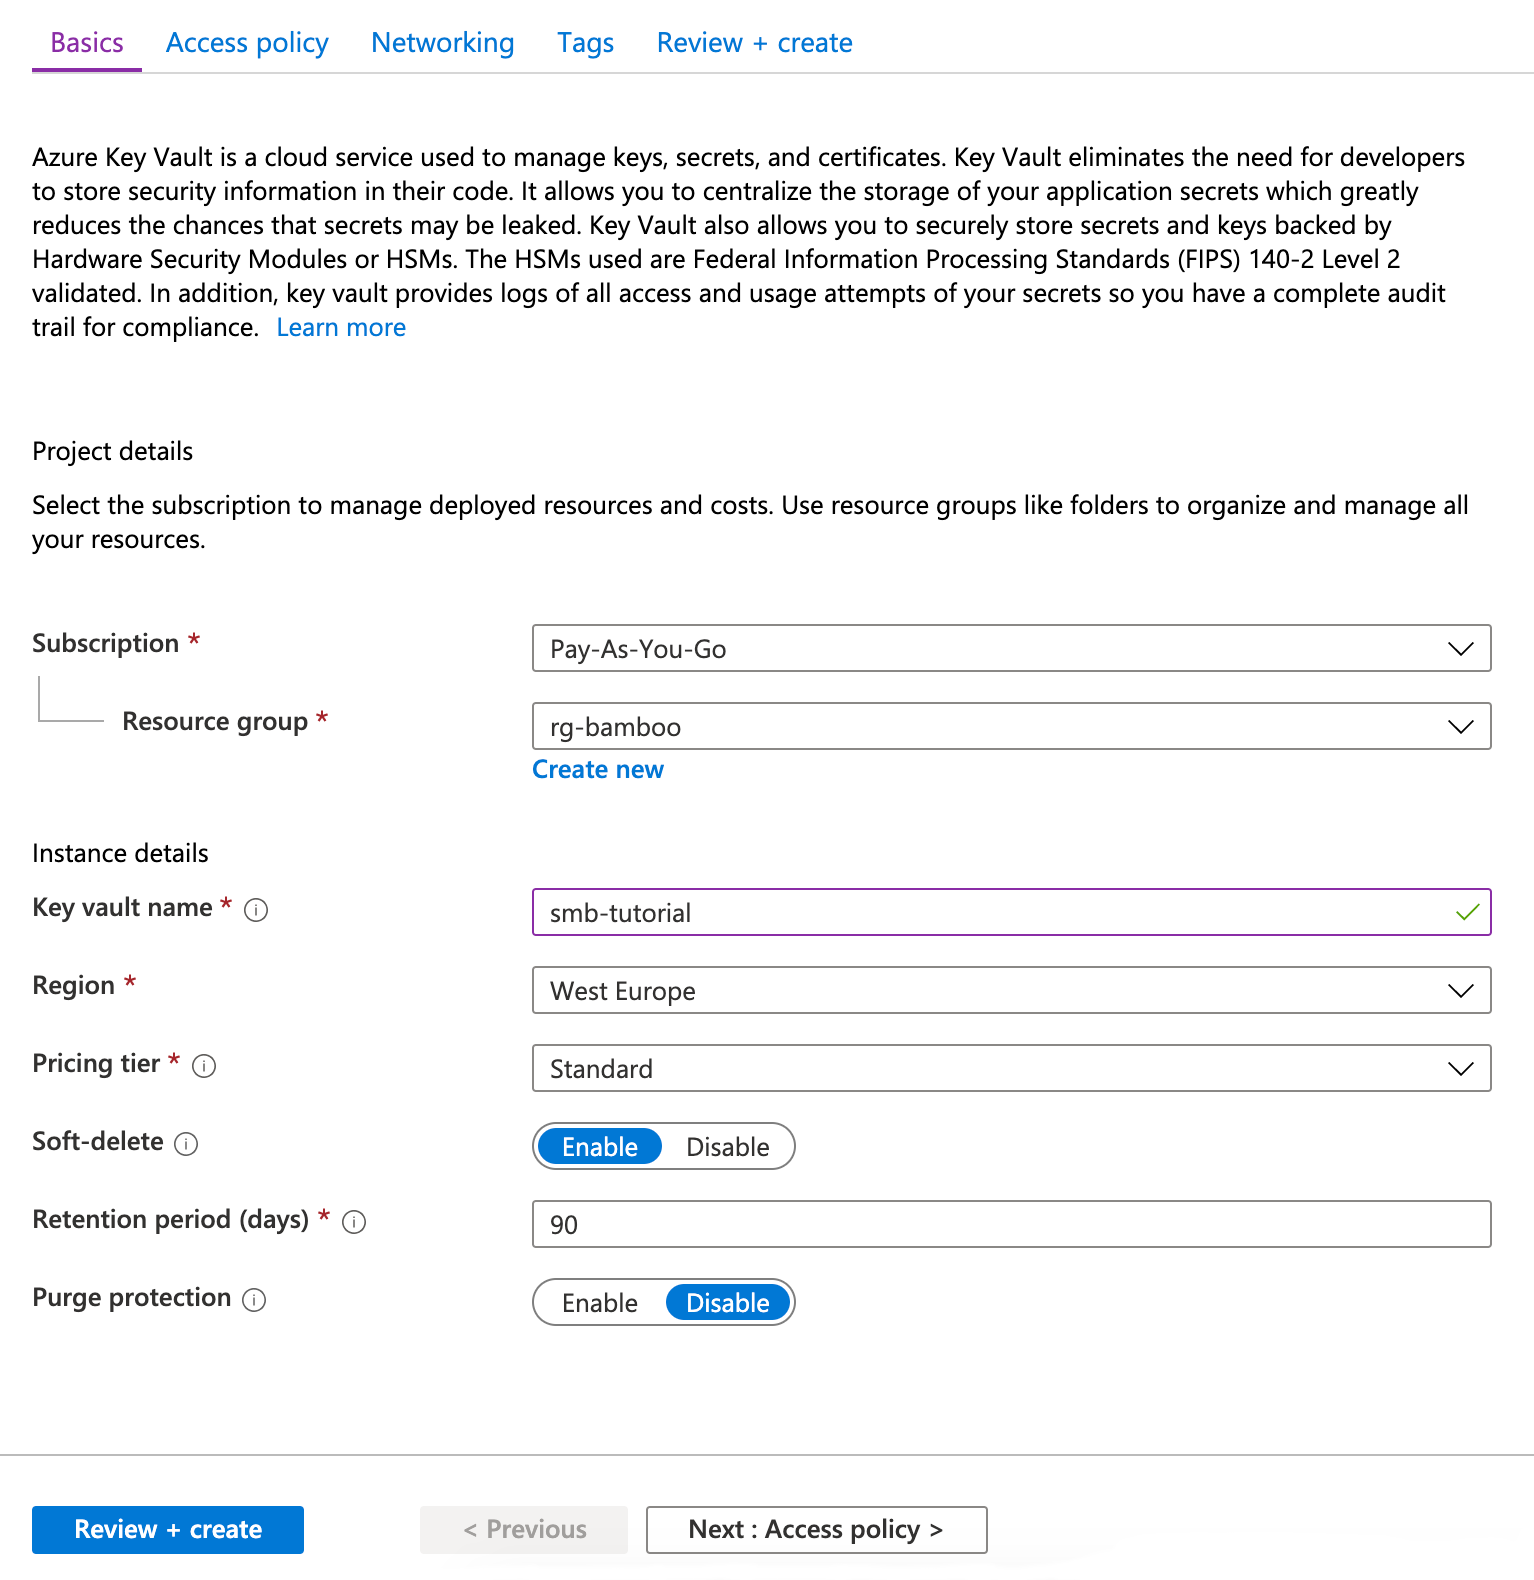 Basics Access policy Networking Tags Review + create
Azure Key Vault is a cloud service used to manage keys, secrets, and certificates. Key Vault eliminates the need for developers
to store security information in their code. It allows you to centralize the storage of your application secrets which greatly
reduces the chances that secrets may be leaked. Key Vault also allows you to securely store secrets and keys backed by
Hardware Security Modules or HSMs. The HSMs used are Federal Information Processing Standards (FIPS) 140-2 Level 2
validated. In addition, key vault provides logs of all access and usage attempts of your secrets so you have a complete audit
trail for compliance. Learn more
Project details
Select the subscription to manage deployed resources and costs. Use resource groups like folders to organize and manage all
your resources.
Subscription * Pay-As-You-Go
Resource group * rg-bamboo
Create new
Instance details
Key vault name * smb-tutorial
Region * West Europe
Pricing tier * Standard
Soft-delete Enable Disable
Retention period (days) * 90
Purge protection Enable Disable
Review + create < Previous Next : Access policy >